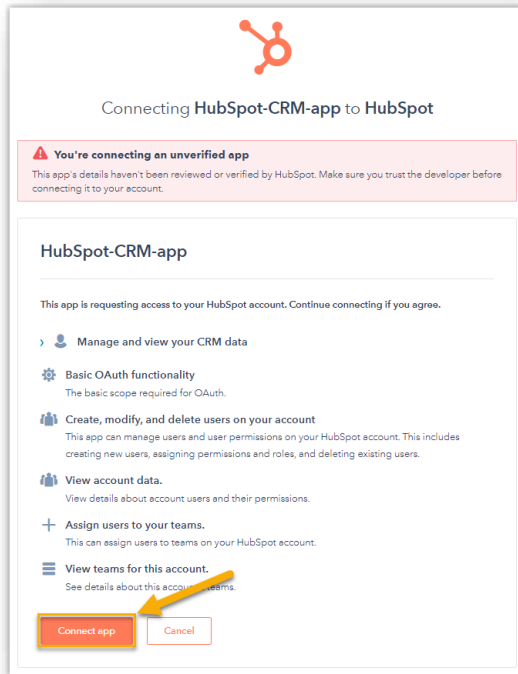 Connecting HubSpot-CRM-app to HubSpot
You're connecting an unverified app
This app's details haven't been reviewed or verified by HubSpot. Make sure you trust the developer before
connecting it to your account.
HubSpot-CRM-app
This app is requesting access to your HubSpot account. Continue connecting if you agree.
Manage and view your CRM data
Basic OAuth functionality
The basic scope required for OAuth.
Create, modify, and delete users on your account
This app can manage users and user permissions on your HubSpot account. This includes
creating new users, assigning permissions and roles, and deleting existing users.
View account data.
View details about account users and their permissions.
Assign users to your teams.
This can assign users to teams on your HubSpot account.
View teams for this account.
See details about this account teams.
Connect app
Cancel